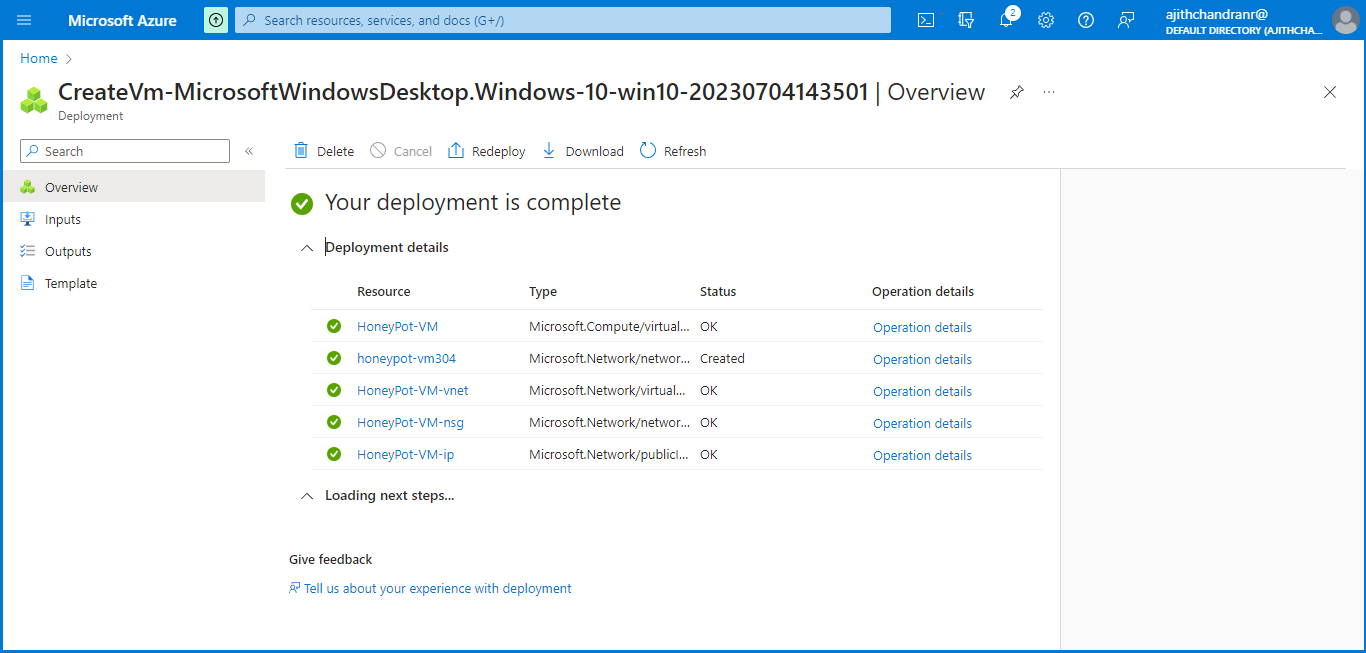 Microsoft Azure
Search resources, services, and docs (G+/)
2
ajithchandranr@
DEFAULT DIRECTORY (AJITHCHA...
Home
CreateVm-MicrosoftWindowsDesktop.Windows-10-win10-20230704143501 | Overview
Deployment
Search
Delete
Cancel
Redeploy
Download
Refresh
Overview
Inputs
Outputs
Template
Your deployment is complete
Deployment details
Resource Type Status Operation details
HoneyPot-VM Microsoft.Compute/virtual... OK Operation details
honeypot-vm304 Microsoft.Network/networ... Created Operation details
HoneyPot-VM-vnet Microsoft.Network/virtual... OK Operation details
HoneyPot-VM-nsg Microsoft.Network/networ... OK Operation details
HoneyPot-VM-ip Microsoft.Network/publicI... OK Operation details
Loading next steps...
Give feedback
Tell us about your experience with deployment